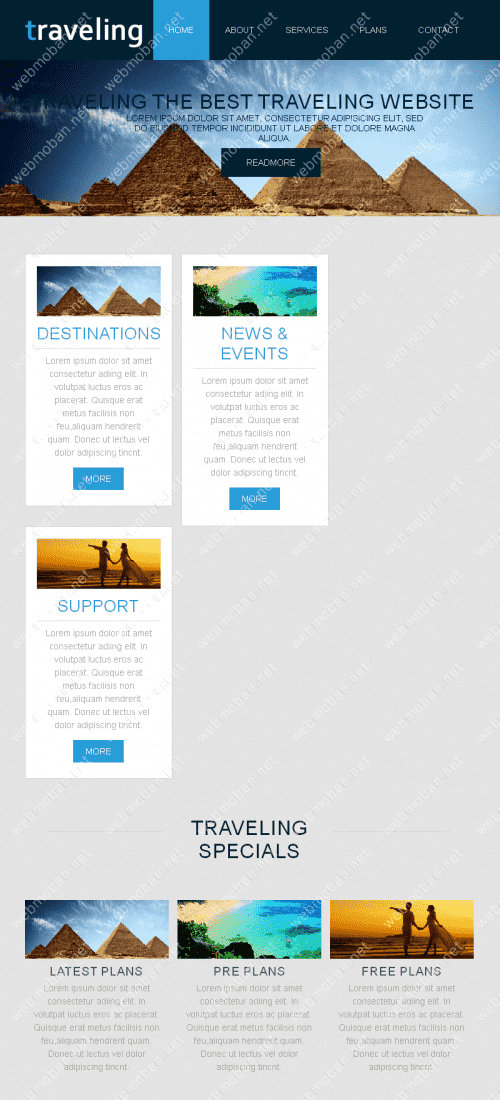 traveling
HOME ABOUT SERVICES PLANS CONTACT
TRAVELING THE BEST TRAVELING WEBSITE
LOREM IPSUM DOLOR SIT AMET, CONSECTETUR ADIPISICING ELIT, SED
DO EIUSMOD TEMPOR INCIDIDUNT UT LABORE ET DOLORE MAGNA
ALIQUA.
READMORE
DESTINATIONS
Lorem ipsum dolor sit amet
consectetur adiing elit. In
volutpat luctus eros ac
placerat. Quisque erat
metus facilisis non
feu,aliquam hendrerit
quam. Donec ut lectus vel
dolor adipiscing tincnt.
MORE
NEWS &
EVENTS
Lorem ipsum dolor sit amet
consectetur adiing elit. In
volutpat luctus eros ac
placerat. Quisque erat
metus facilisis non
feu,aliquam hendrerit
quam. Donec ut lectus vel
dolor adipiscing tincnt.
MORE
SUPPORT
Lorem ipsum dolor sit amet
consectetur adiing elit. In
volutpat luctus eros ac
placerat. Quisque erat
metus facilisis non
feu,aliquam hendrerit
quam. Donec ut lectus vel
dolor adipiscing tincnt.
MORE
TRAVELING
SPECIALS
LATEST PLANS
Lorem ipsum dolor sit amet
consectetur adiing elit. In
volutpat luctus eros ac placerat.
Quisque erat metus facilisis non
feu,aliquam hendrerit quam.
Donec ut lectus vel dolor
adipiscing tincnt.
PRE PLANS
Lorem ipsum dolor sit amet
consectetur adiing elit. In
volutpat luctus eros ac placerat.
Quisque erat metus facilisis non
feu,aliquam hendrerit quam.
Donec ut lectus vel dolor
adipiscing tincnt.
FREE PLANS
Lorem ipsum dolor sit amet
consectetur adiing elit. In
volutpat luctus eros ac placerat.
Quisque erat metus facilisis non
feu,aliquam hendrerit quam.
Donec ut lectus vel dolor
adipiscing tincnt.
webmoban.net